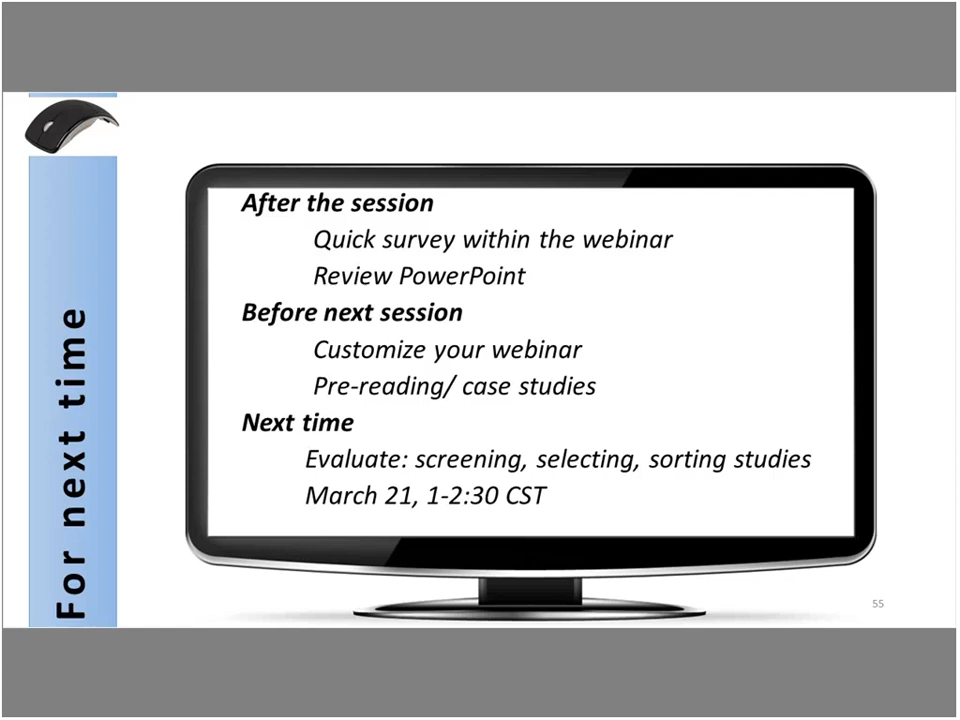 For next time
After the session
Quick survey within the webinar
Review PowerPoint
Before next session
Customize your webinar
Pre-reading/ case studies
Next time
Evaluate: screening, selecting, sorting studies
March 21, 1-2:30 CST
55